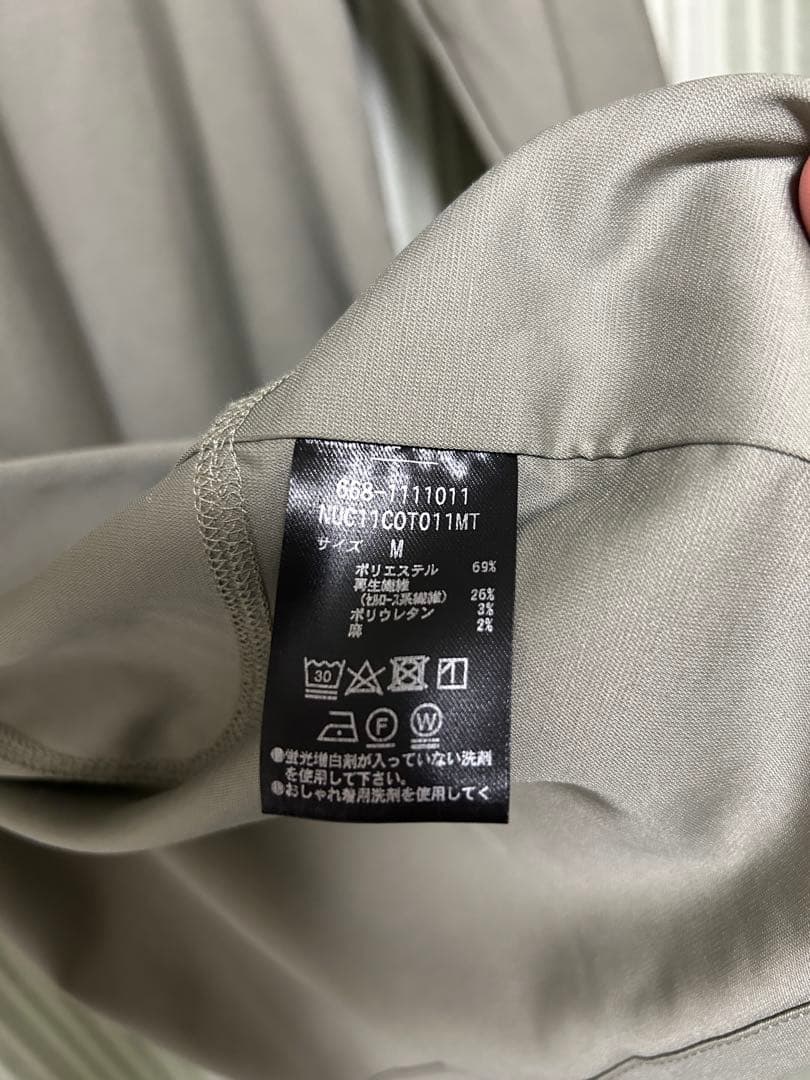 668-1111011
NUC11COT011MT
サイズ M
ポリエステル 69%
再生繊維
(セルロース系繊維) 26%
ポリウレタン 3%
麻 2%
30
F W
●蛍光増白剤が入っていない洗剤
を使用して下さい。
●おしゃれ着用洗剤を使用してく